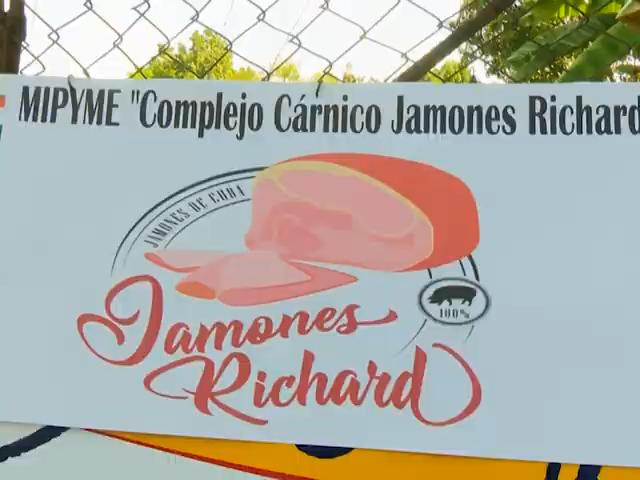 MIPYME "Complejo Cárnico Jamones Richard
JAMONES DE CUBA
100%
Jamones
Richard